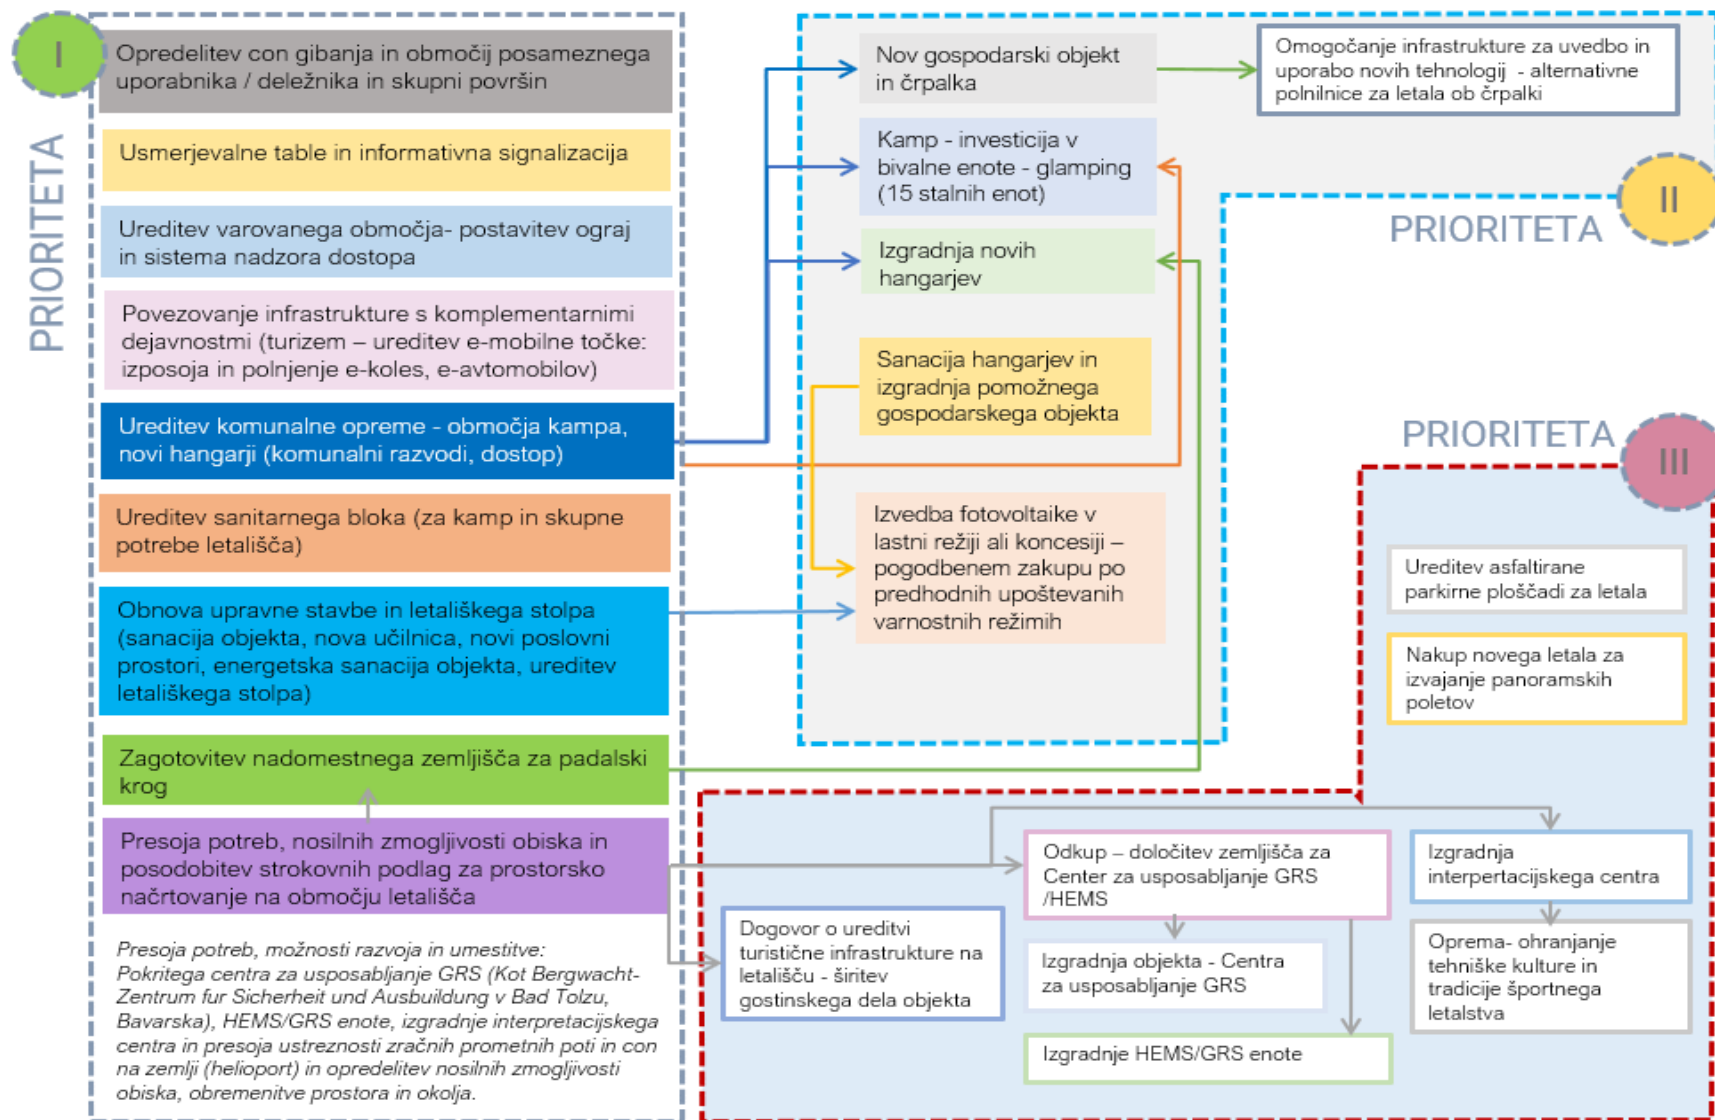 I
PRIORITETA
Opredelitev con gibanja in območij posameznega
uporabnika / deležnika in skupni površin
Usmerjevalne table in informativna signalizacija
Ureditev varovanega območja- postavitev ograj
in sistema nadzora dostopa
Povezovanje infrastrukture s komplementarnimi
dejavnostmi (turizem – ureditev e-mobilne točke:
izposoja in polnjenje e-koles, e-avtomobilov)
Ureditev komunalne opreme - območja kampa,
novi hangarji (komunalni razvodi, dostop)
Ureditev sanitarnega bloka (za kamp in skupne
potrebe letališča)
Obnova upravne stavbe in letališkega stolpa
(sanacija objekta, nova učilnica, novi poslovni
prostori, energetska sanacija objekta, ureditev
letališkega stolpa)
Zagotovitev nadomestnega zemljišča za padalski
krog
Presoja potreb, nosilnih zmogljivosti obiska in
posodobitev strokovnih podlag za prostorsko
načrtovanje na območju letališča
Presoja potreb, možnosti razvoja in umestitve:
Pokritega centra za usposabljanje GRS (Kot Bergwacht-
Zentrum fur Sicherheit und Ausbuildung v Bad Tolzu,
Bavarska), HEMS/GRS enote, izgradnje interpretacijskega
centra in presoja ustreznosti zračnih prometnih poti in con
na zemlji (helioport) in opredelitev nosilnih zmogljivosti
obiska, obremenitve prostora in okolja.
Nov gospodarski objekt
in črpalka
Omogočanje infrastrukture za uvedbo in
uporabo novih tehnologij - alternativne
polnilnice za letala ob črpalki
Kamp - investicija v
bivalne enote - glamping
(15 stalnih enot)
Izgradnja novih
hangarjev
Sanacija hangarjev in
izgradnja pomožnega
gospodarskega objekta
Izvedba fotovoltaike v
lastni režiji ali koncesiji –
pogodbenem zakupu po
predhodnih upoštevanih
varnostnih režimih
II
PRIORITETA
PRIORITETA
III
Ureditev asfaltirane
parkirne ploščadi za letala
Nakup novega letala za
izvajanje panoramskih
poletov
Dogovor o ureditvi
turistične infrastrukture na
letališču - širitev
gostinskega dela objekta
Odkup – določitev zemljišča za
Center za usposabljanje GRS
/HEMS
Izgradnja objekta - Centra
za usposabljanje GRS
Izgradnje HEMS/GRS enote
Izgradnja
interpertacijskega centra
Oprema- ohranjanje
tehniške kulture in
tradicije športnega
letalstva